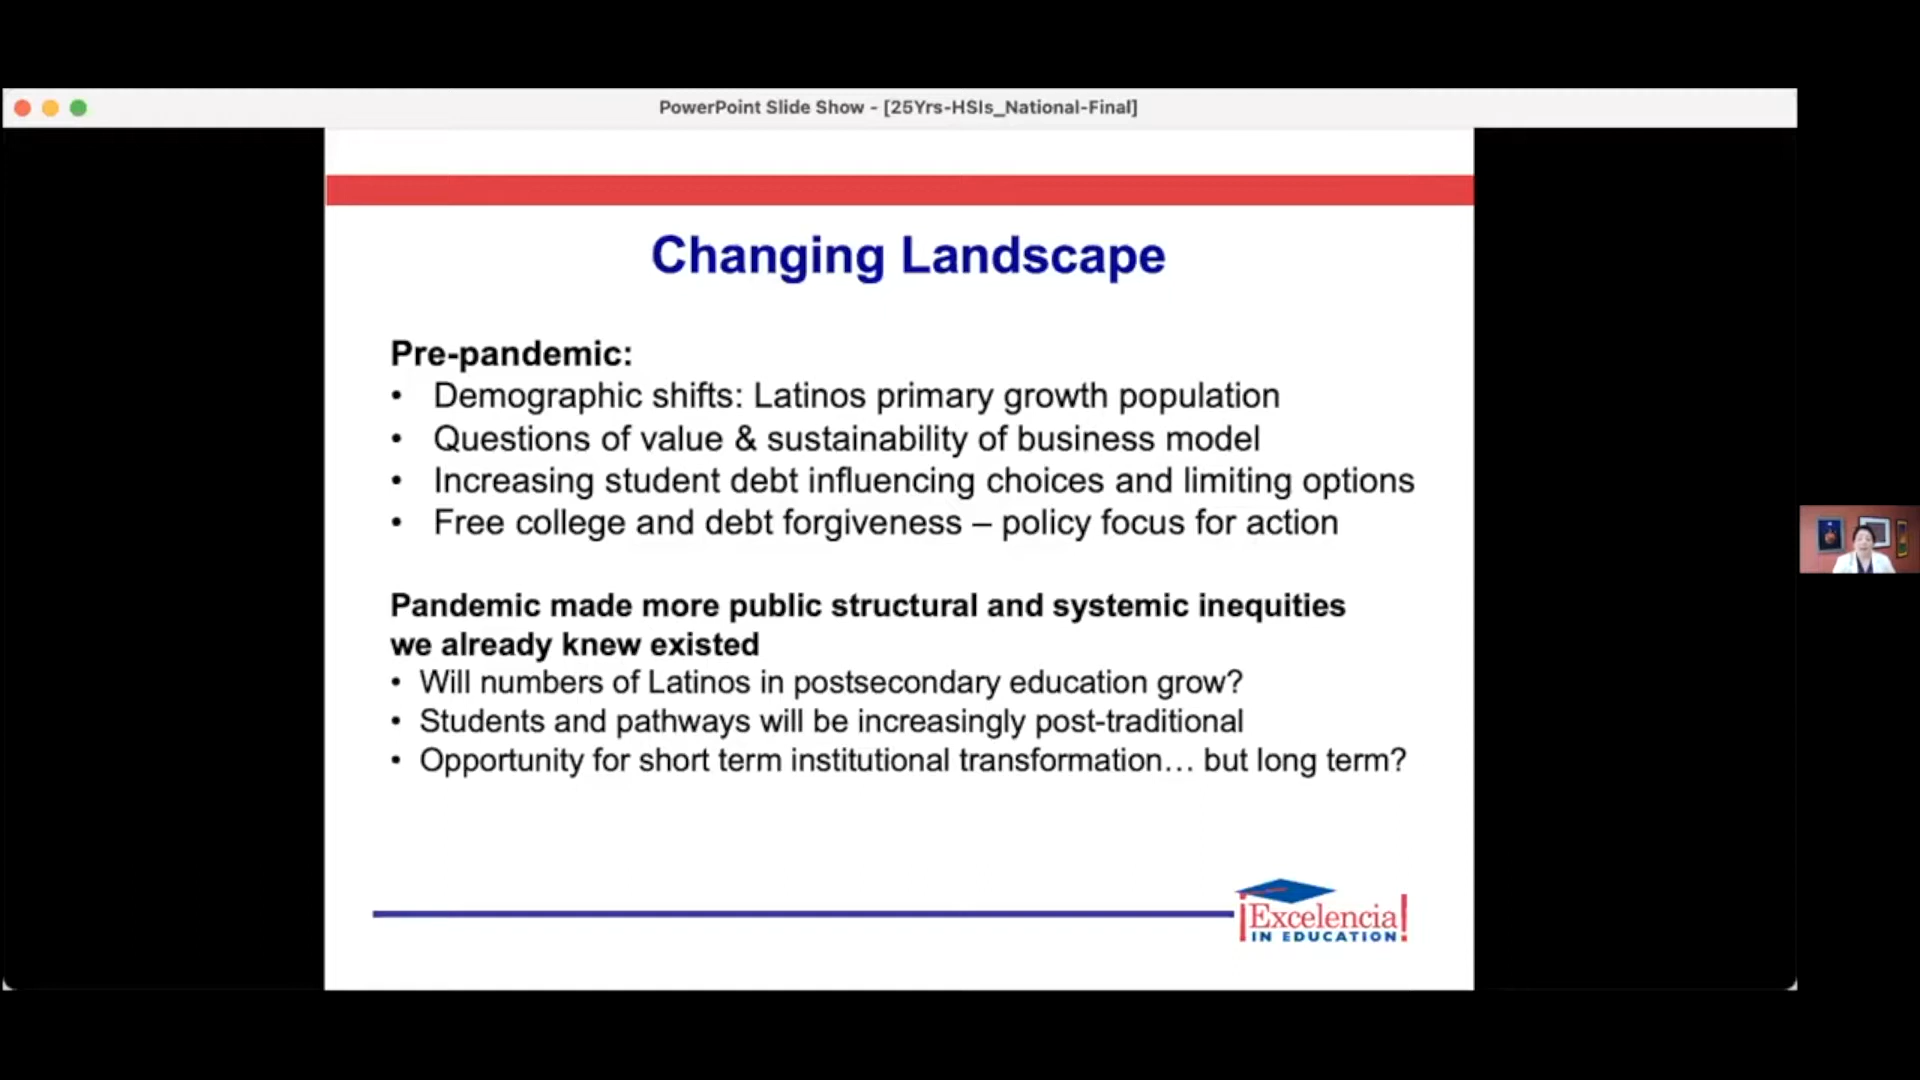 PowerPoint Slide Show - [25Yrs-HSIs_National-Final]
Changing Landscape
Pre-pandemic:
• Demographic shifts: Latinos primary growth population
• Questions of value & sustainability of business model
• Increasing student debt influencing choices and limiting options
• Free college and debt forgiveness – policy focus for action
Pandemic made more public structural and systemic inequities
we already knew existed
• Will numbers of Latinos in postsecondary education grow?
• Students and pathways will be increasingly post-traditional
• Opportunity for short term institutional transformation… but long term?
¡Excelencia!
IN EDUCATION